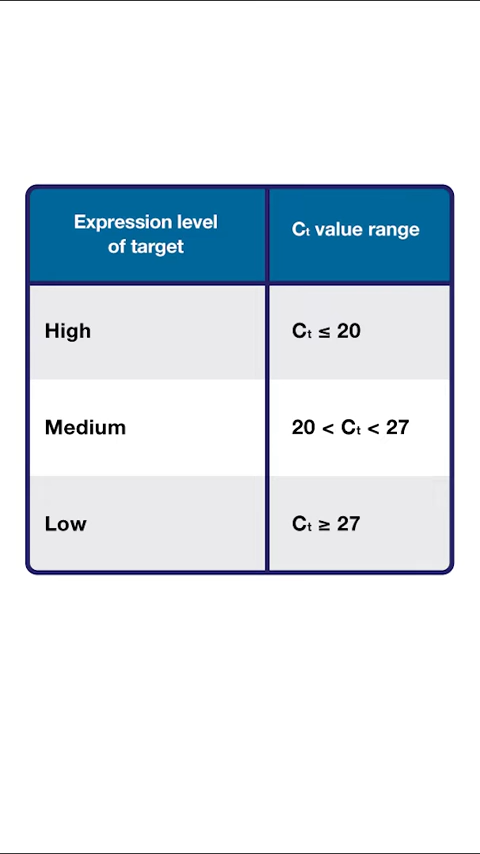 Expression level
of target
Cₜ value range
High
Cₜ ≤ 20
Medium
20 < Cₜ < 27
Low
Cₜ ≥ 27